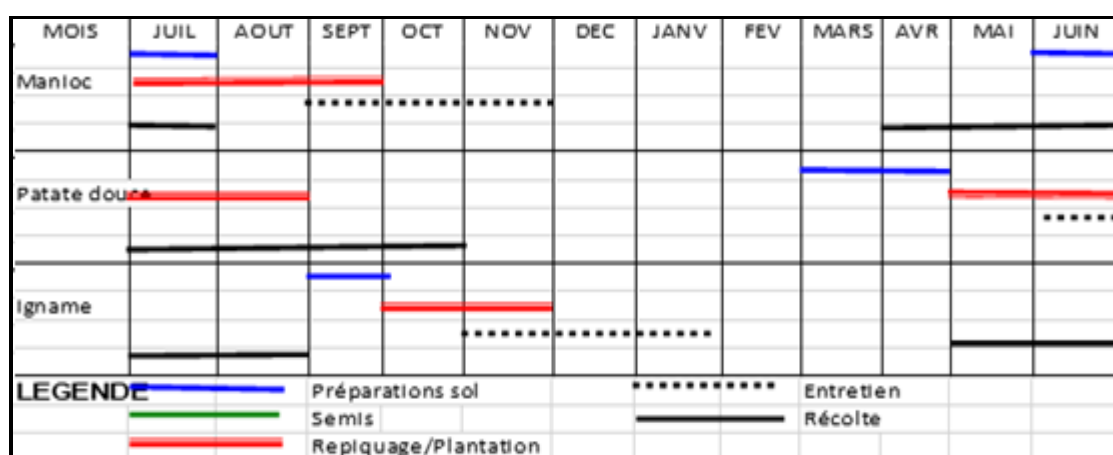 MOIS JUIL AOUT SEPT OCT NOV DEC JANV FEV MARS AVR MAI JUIN
Manioc
Patate douce
Igname
LEGENDE Préparations sol Entretien
Semis Récolte
Repiquage/Plantation